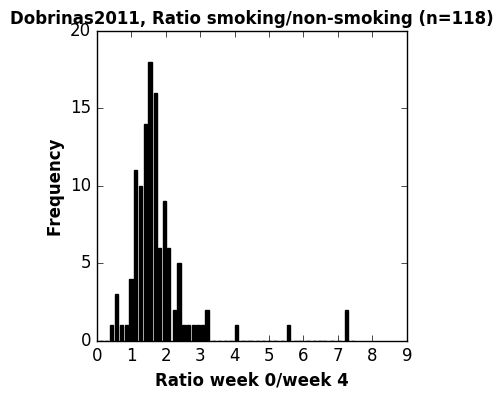 Dobrinas2011, Ratio smoking/non-smoking (n=118)
20
15
10
5
0
Frequency
0 1 2 3 4 5 6 7 8 9
Ratio week 0/week 4